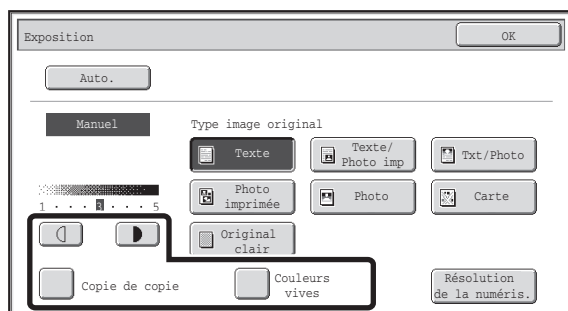 Exposition
OK
Auto.
Manuel
Type image original
Texte
Texte/
Photo imp
Txt/Photo
Photo
imprimée
Photo
Carte
1 · · · 3 · · · 5
Original
clair
Copie de copie
Couleurs
vives
Résolution
de la numéris.